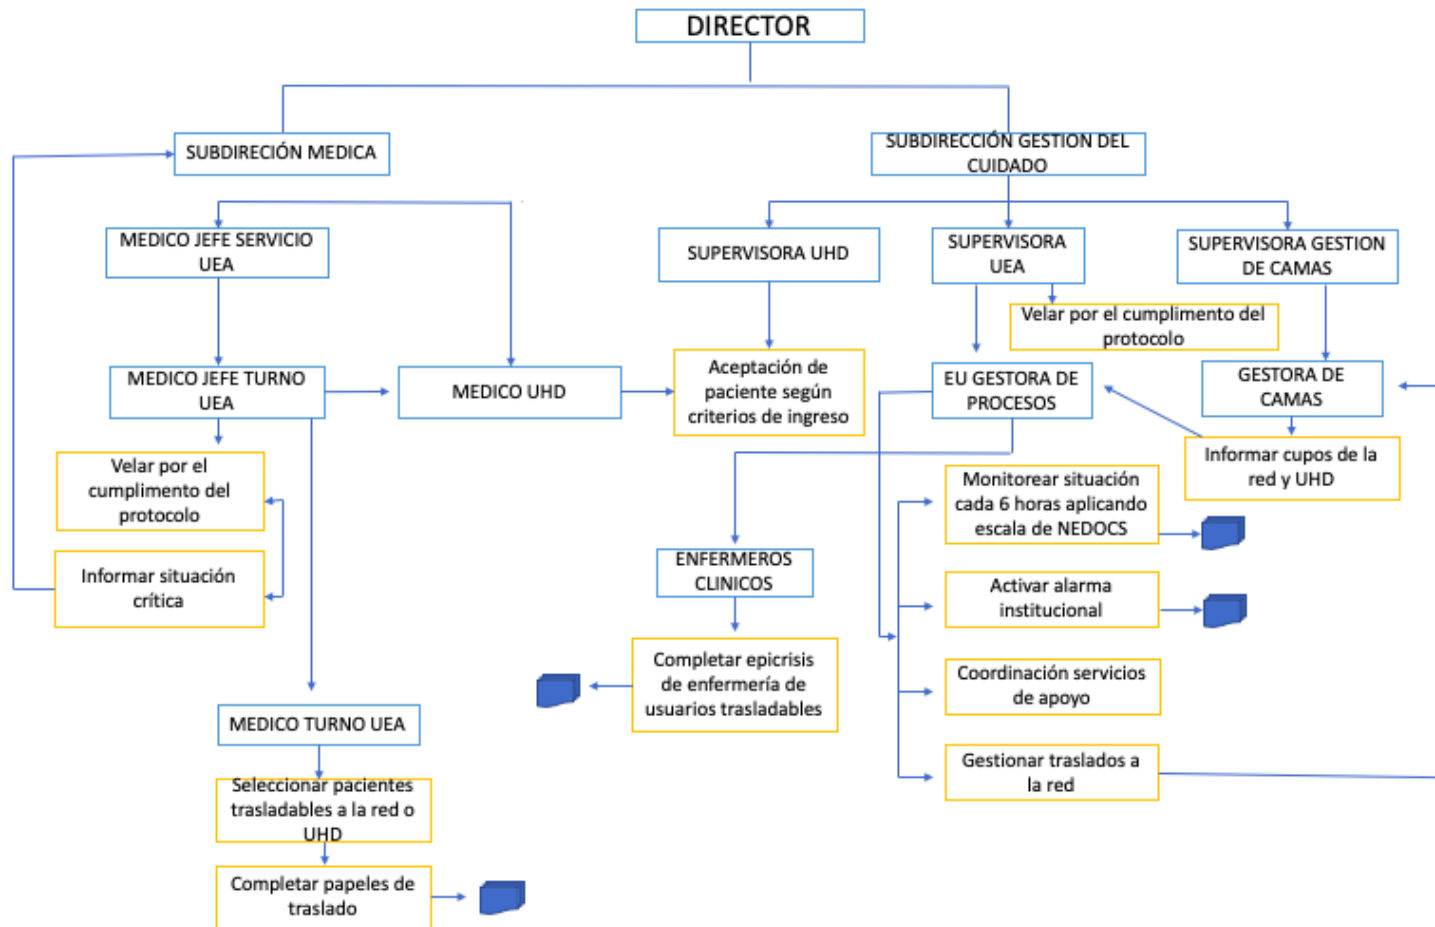 DIRECTOR
SUBDIRECIÓN MEDICA
SUBDIRECCIÓN GESTION DEL
CUIDADO
MEDICO JEFE SERVICIO
UEA
SUPERVISORA UHD
SUPERVISORA
UEA
SUPERVISORA GESTION
DE CAMAS
Velar por el cumplimento del
protocolo
MEDICO JEFE TURNO
UEA
MEDICO UHD
Aceptación de
paciente según
criterios de ingreso
EU GESTORA DE
PROCESOS
GESTORA DE
CAMAS
Velar por el
cumplimento del
protocolo
Informar cupos de la
red y UHD
Monitorear situación
cada 6 horas aplicando
escala de NEDOCS
Informar situación
crítica
ENFERMEROS
CLINICOS
Activar alarma
institucional
Completar epicrisis
de enfermería de
usuarios trasladables
Coordinación servicios
de apoyo
MEDICO TURNO UEA
Gestionar traslados a
la red
Seleccionar pacientes
trasladables a la red o
UHD
Completar papeles de
traslado